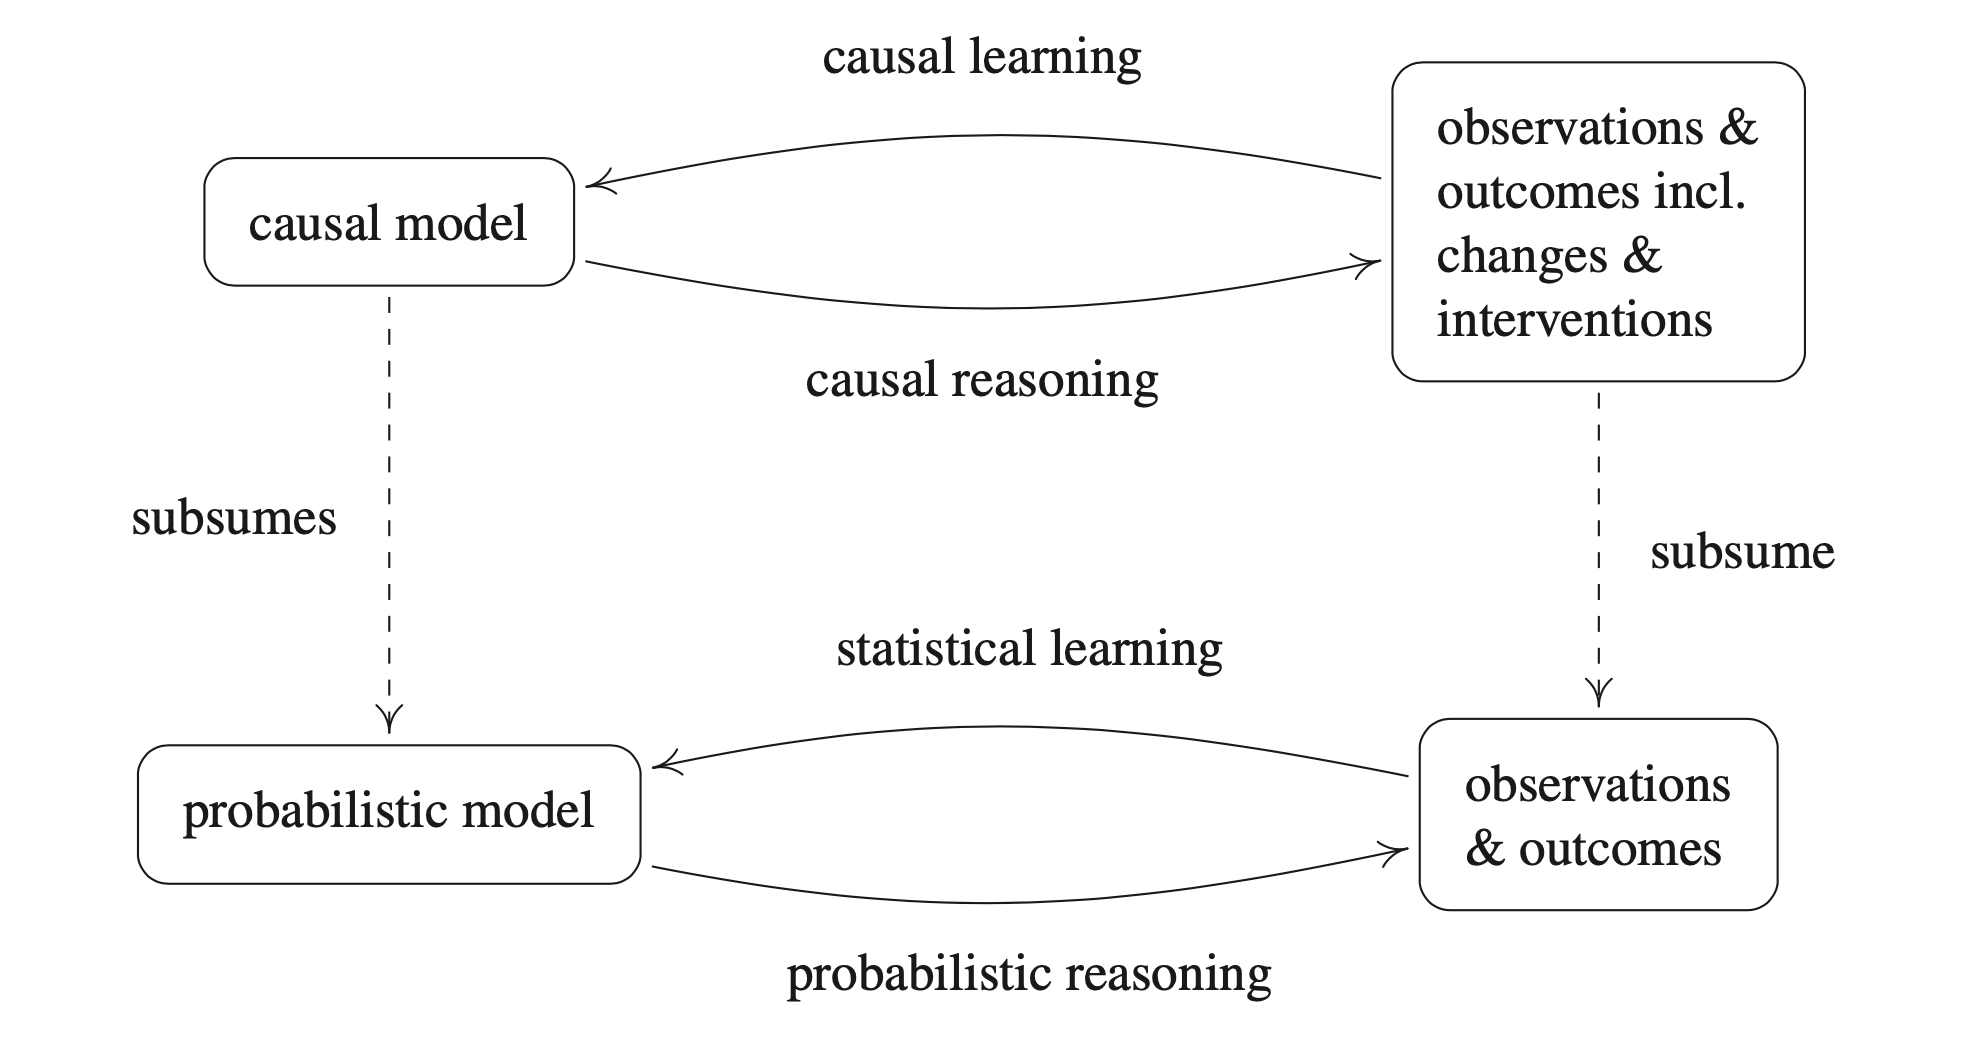 causal learning
causal model
observations &
outcomes incl.
changes &
interventions
causal reasoning
subsumes
subsume
statistical learning
probabilistic model
observations
& outcomes
probabilistic reasoning